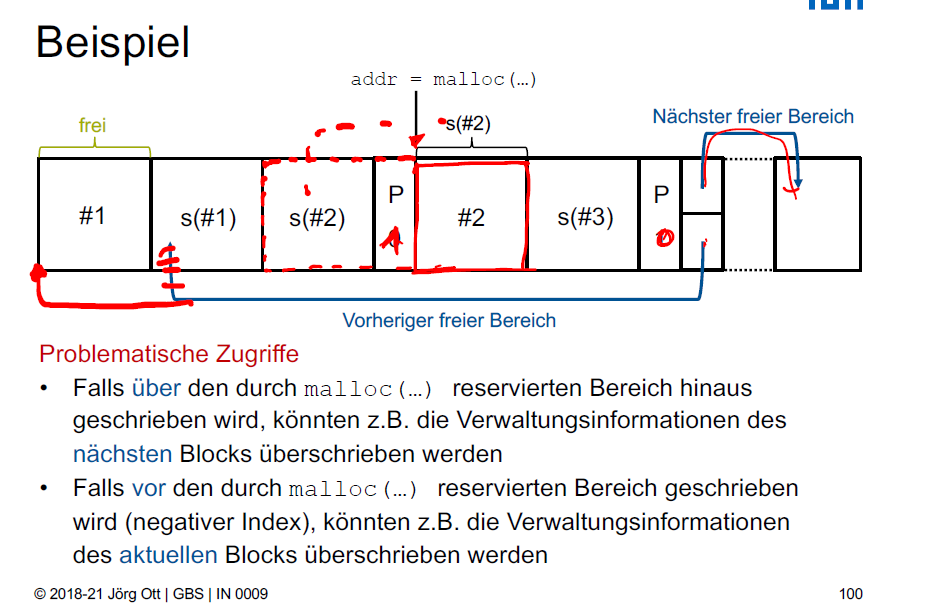 Beispiel
addr = malloc(…)
frei
s(#2)
Nächster freier Bereich
#1
s(#1)
s(#2)
P
1
#2
s(#3)
P
0
Vorheriger freier Bereich
Problematische Zugriffe
• Falls über den durch malloc(…) reservierten Bereich hinaus
geschrieben wird, könnten z.B. die Verwaltungsinformationen des
nächsten Blocks überschrieben werden
• Falls vor den durch malloc(…) reservierten Bereich geschrieben
wird (negativer Index), könnten z.B. die Verwaltungsinformationen
des aktuellen Blocks überschrieben werden
© 2018-21 Jörg Ott | GBS | IN 0009
100